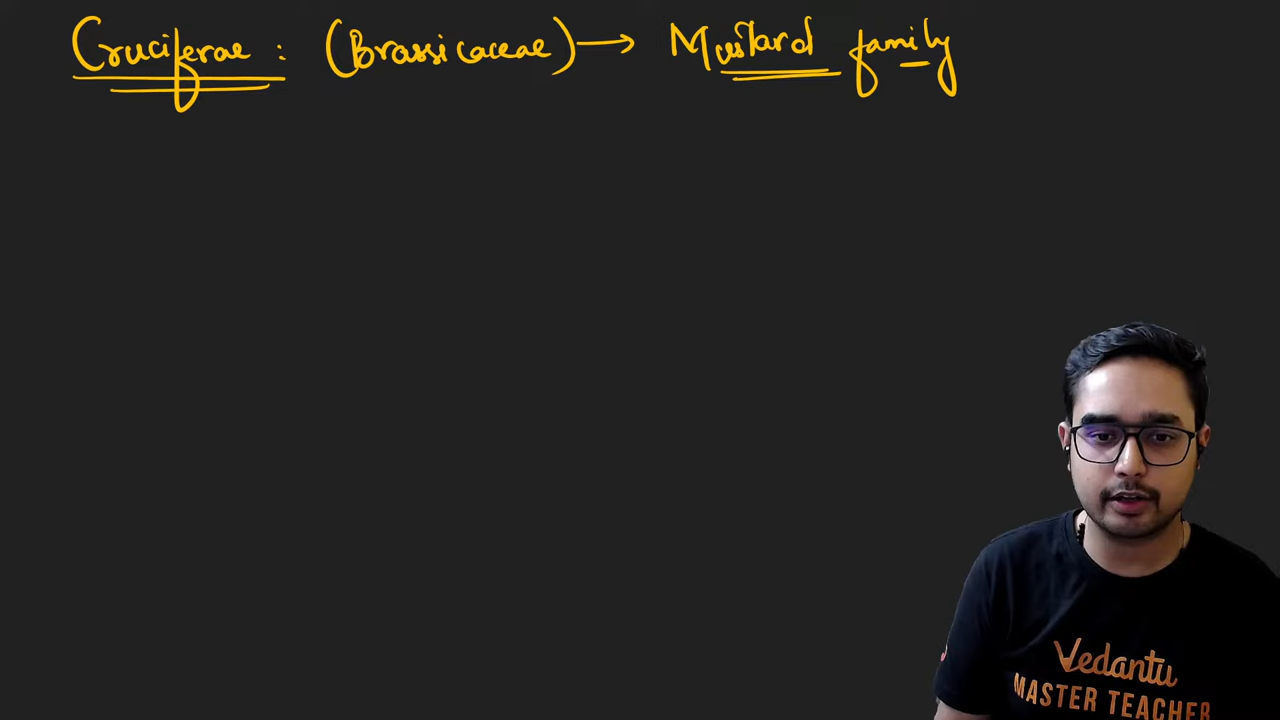 Cruciferae : (Brassicaceae) → Mustard family
Vedantu
MASTER TEACHER